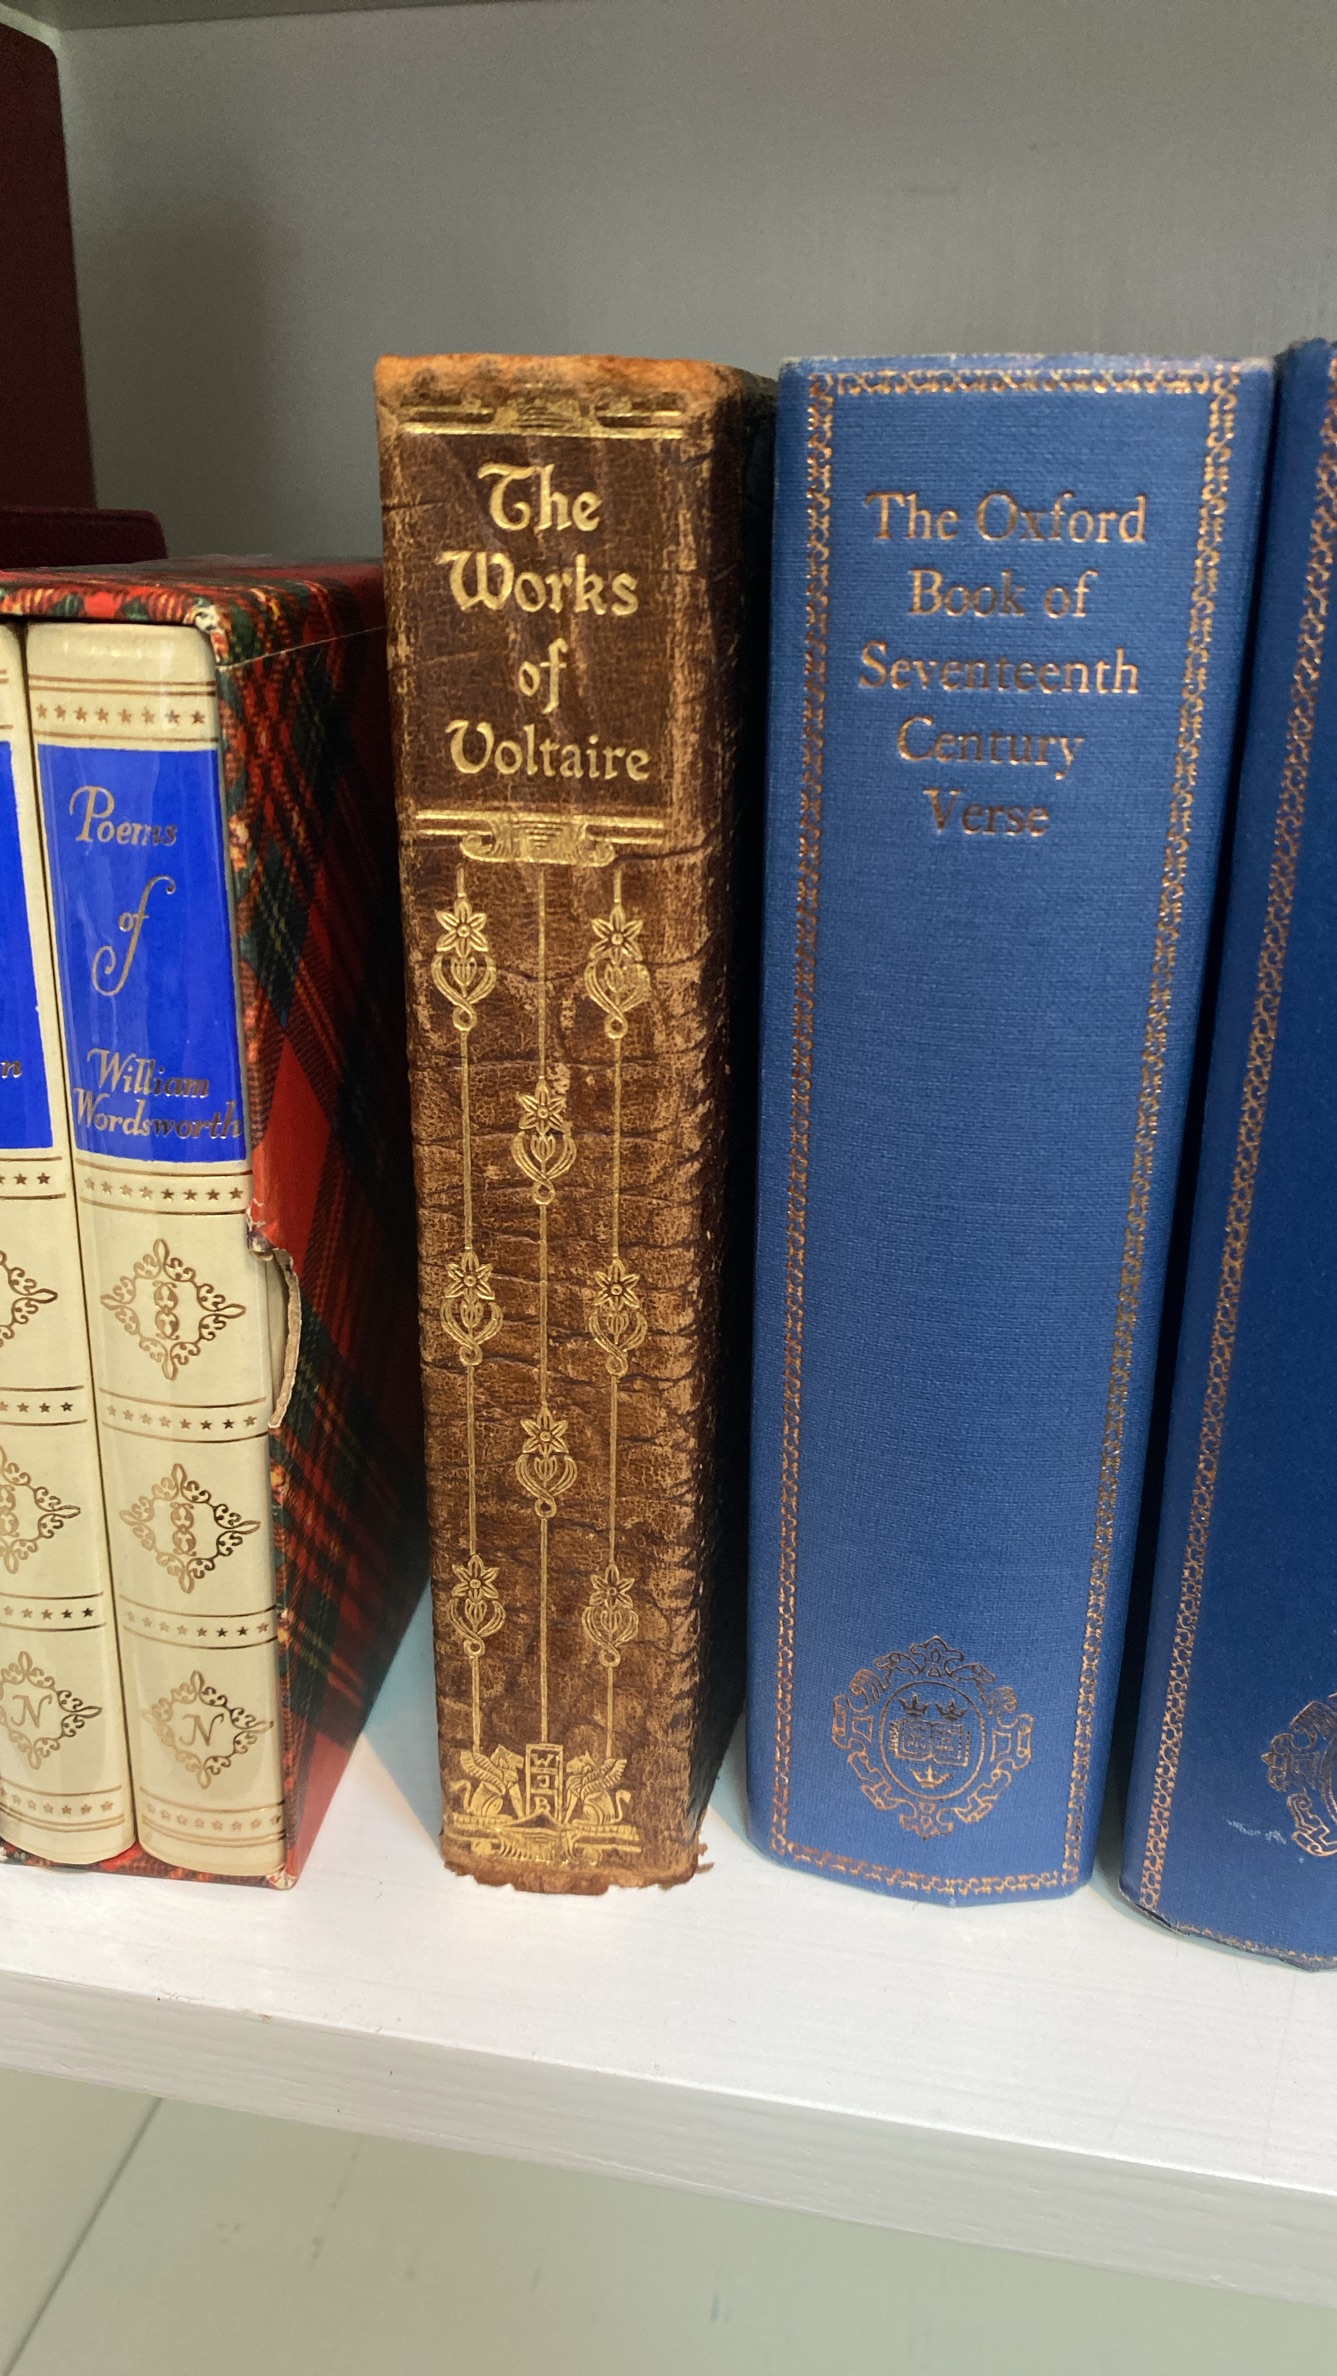 n
Poems
of
William
Wordsworth
N
N
The
Works
of
Voltaire
W
J
B
The Oxford
Book of
Seventeenth
Century
Verse